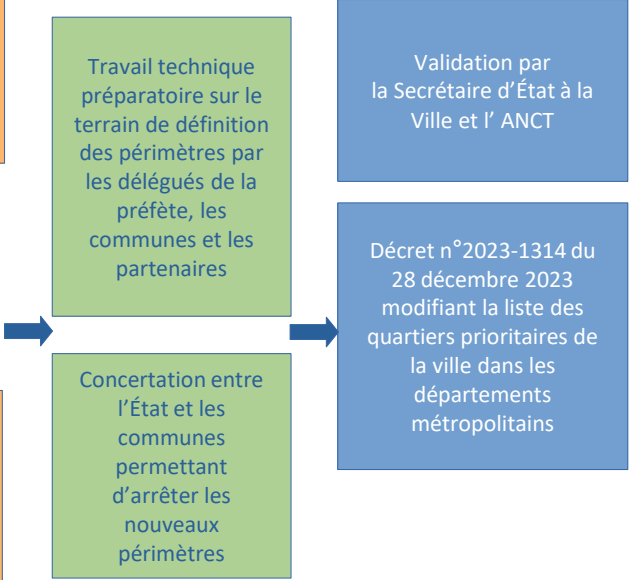 Travail technique
préparatoire sur le
terrain de définition
des périmètres par
les délégués de la
préfète, les
communes et les
partenaires
Concertation entre
l'État et les
communes
permettant
d'arrêter les
nouveaux
périmètres
Validation par
la Secrétaire d'État à la
Ville et l' ANCT
Décret n°2023-1314 du
28 décembre 2023
modifiant la liste des
quartiers prioritaires de
la ville dans les
départements
métropolitains